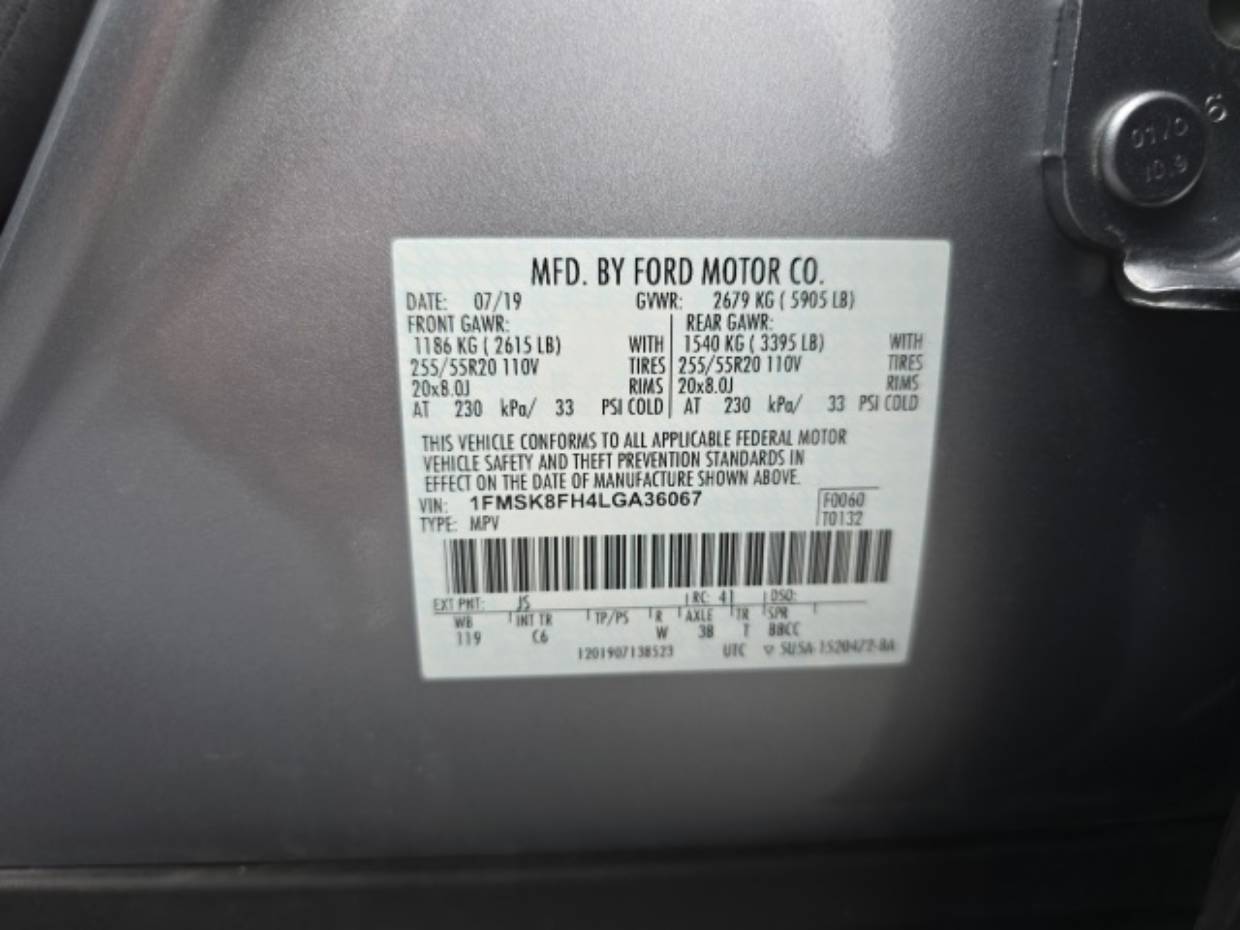 MFD. BY FORD MOTOR CO.
DATE: 07/19 GVWR: 2679 KG ( 5905 LB)
FRONT GAWR: REAR GAWR:
1186 KG ( 2615 LB) WITH 1540 KG ( 3395 LB) WITH
255/55R20 110V TIRES 255/55R20 110V TIRES
20x8.0J RIMS 20x8.0J RIMS
AT 230 kPa/ 33 PSI COLD AT 230 kPa/ 33 PSI COLD
THIS VEHICLE CONFORMS TO ALL APPLICABLE FEDERAL MOTOR
VEHICLE SAFETY AND THEFT PREVENTION STANDARDS IN
EFFECT ON THE DATE OF MANUFACTURE SHOWN ABOVE.
VIN: 1FMSK8FH4LGA36067 F0060
TYPE: MPV T0132
EXT PNT: JS RC: 41 DSO:
WB INT TR TP/PS R AXLE TR SPR
119 C6 W 3B T BBCC
1201907138523 UTC ▽ 5U5A-1520472-BA
10.9